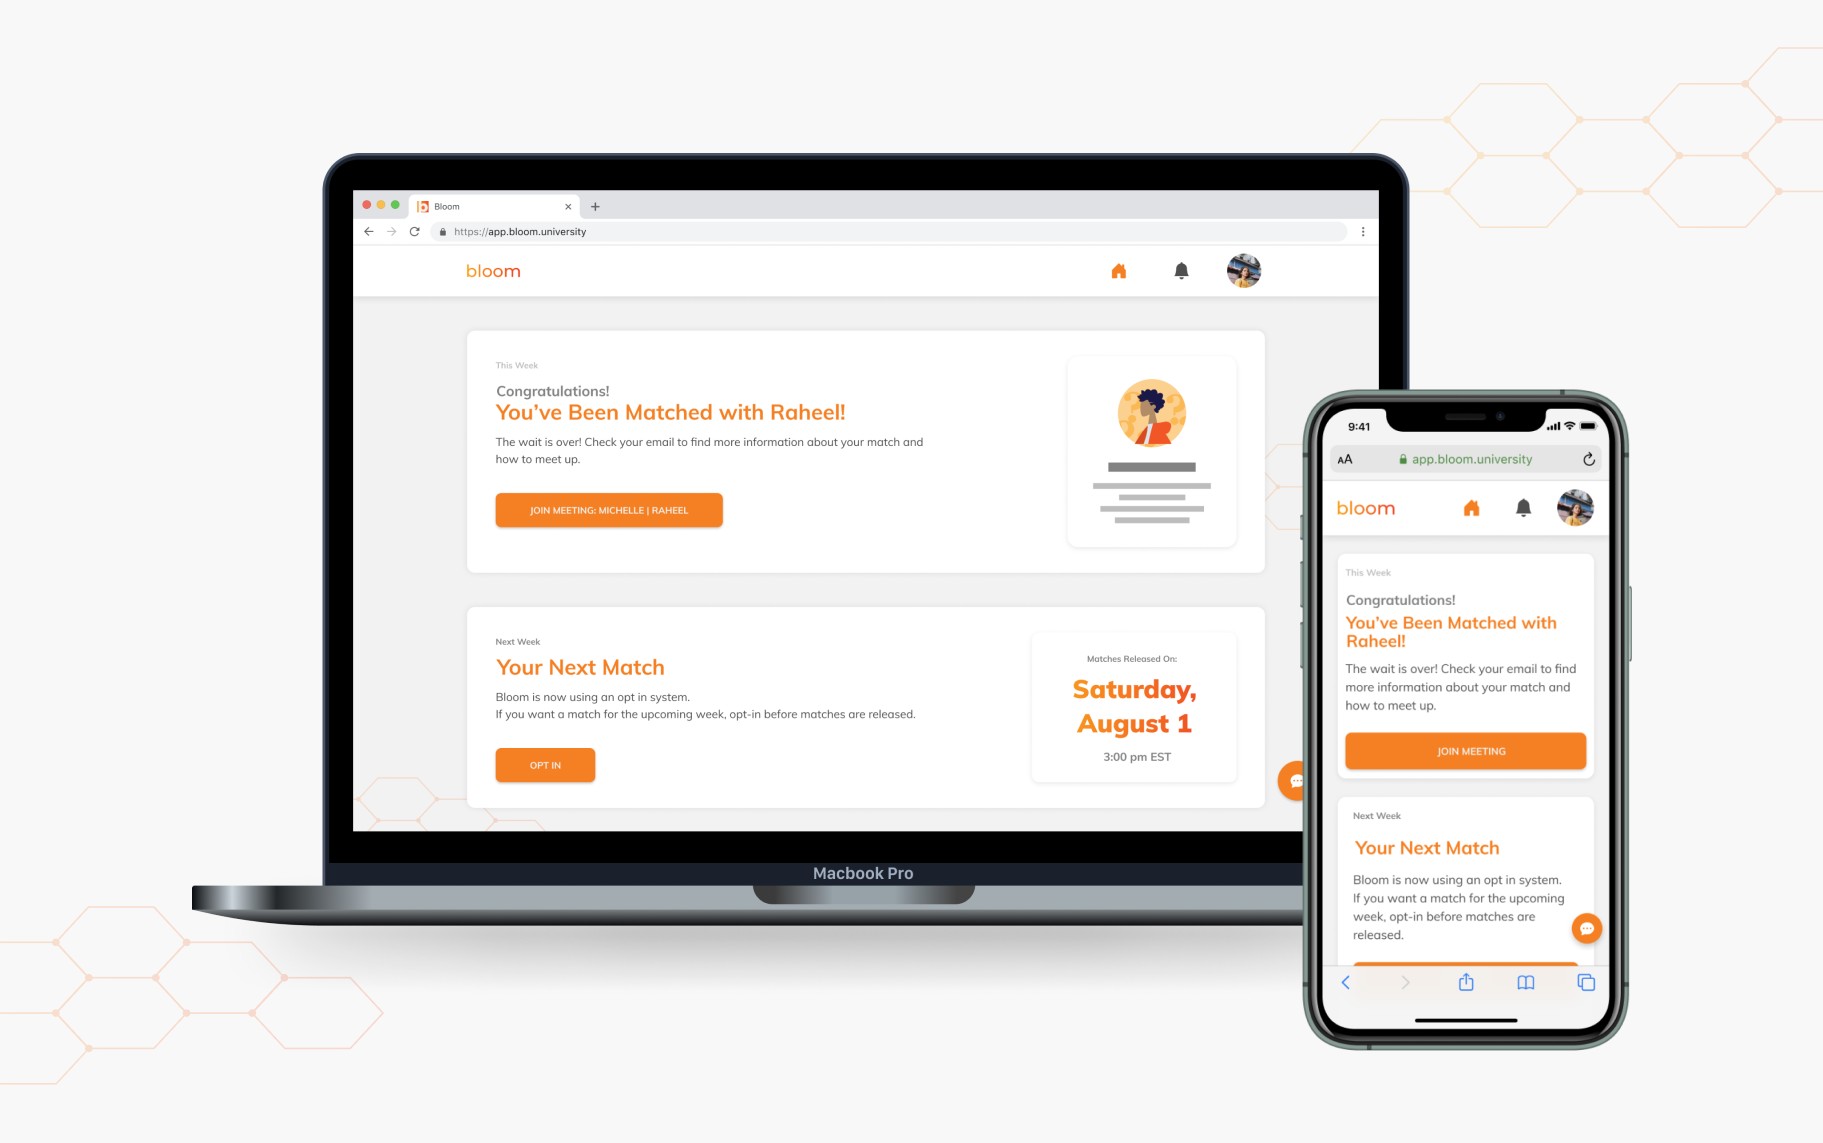 Bloom
https://app.bloom.university
bloom
This Week
Congratulations!
You've Been Matched with Raheel!
The wait is over! Check your email to find more information about your match and
how to meet up.
JOIN MEETING: MICHELLE | RAHEEL
Next Week
Your Next Match
Bloom is now using an opt in system.
If you want a match for the upcoming week, opt-in before matches are released.
OPT IN
Matches Released On:
Saturday,
August 1
3:00 pm EST
Macbook Pro
9:41
AA
app.bloom.university
bloom
This Week
Congratulations!
You've Been Matched with
Raheel!
The wait is over! Check your email to find
more information about your match and
how to meet up.
JOIN MEETING
Next Week
Your Next Match
Bloom is now using an opt in system.
If you want a match for the upcoming
week, opt-in before matches are
released.